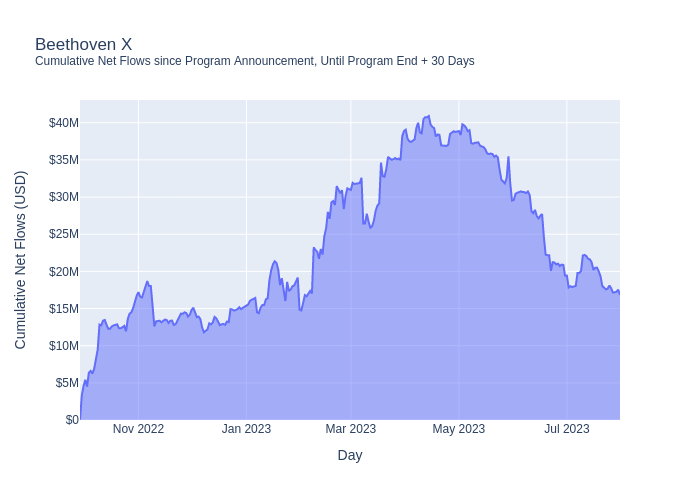 Beethoven X
Cumulative Net Flows since Program Announcement, Until Program End + 30 Days
Cumulative Net Flows (USD)
$40M
$35M
$30M
$25M
$20M
$15M
$10M
$5M
$0
Nov 2022
Jan 2023
Mar 2023
May 2023
Jul 2023
Day